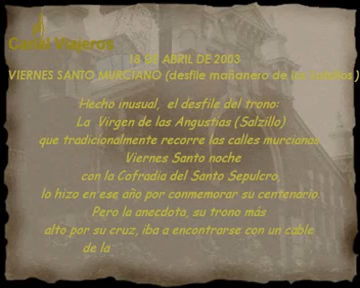 Canal Viajeros
18 DE ABRIL DE 2003
VIERNES SANTO MURCIANO (desfile mañanero de los salzillos)
Hecho inusual, el desfile del trono:
La Virgen de las Angustias (Salzillo)
que tradicionalmente recorre las calles murcianas
Viernes Santo noche
con la Cofradía del Santo Sepulcro,
lo hizo en ese año por conmemorar su centenario.
Pero la anecdota, su trono más
alto por su cruz, iba a encontrarse con un cable
de la